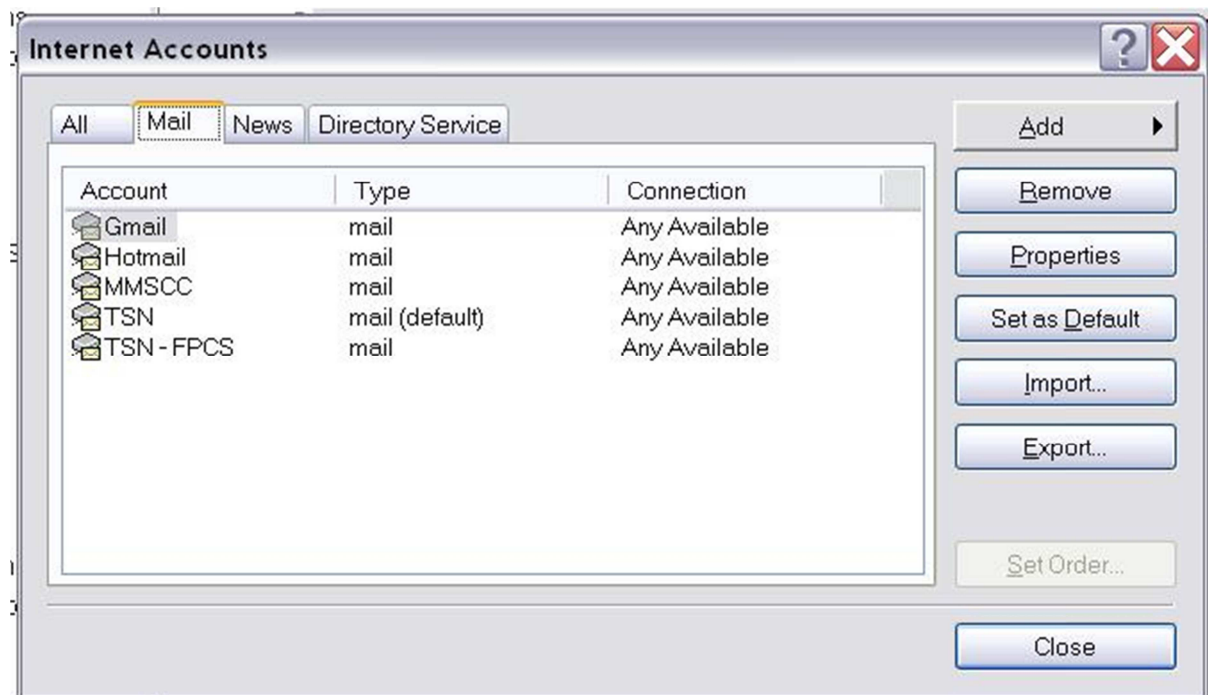 Internet Accounts
All Mail News Directory Service
Add
Remove
Properties
Set as Default
Import...
Export...
Set Order...
Close
Account Type Connection
Gmail mail Any Available
Hotmail mail Any Available
MMSCC mail Any Available
TSN mail (default) Any Available
TSN - FPCS mail Any Available